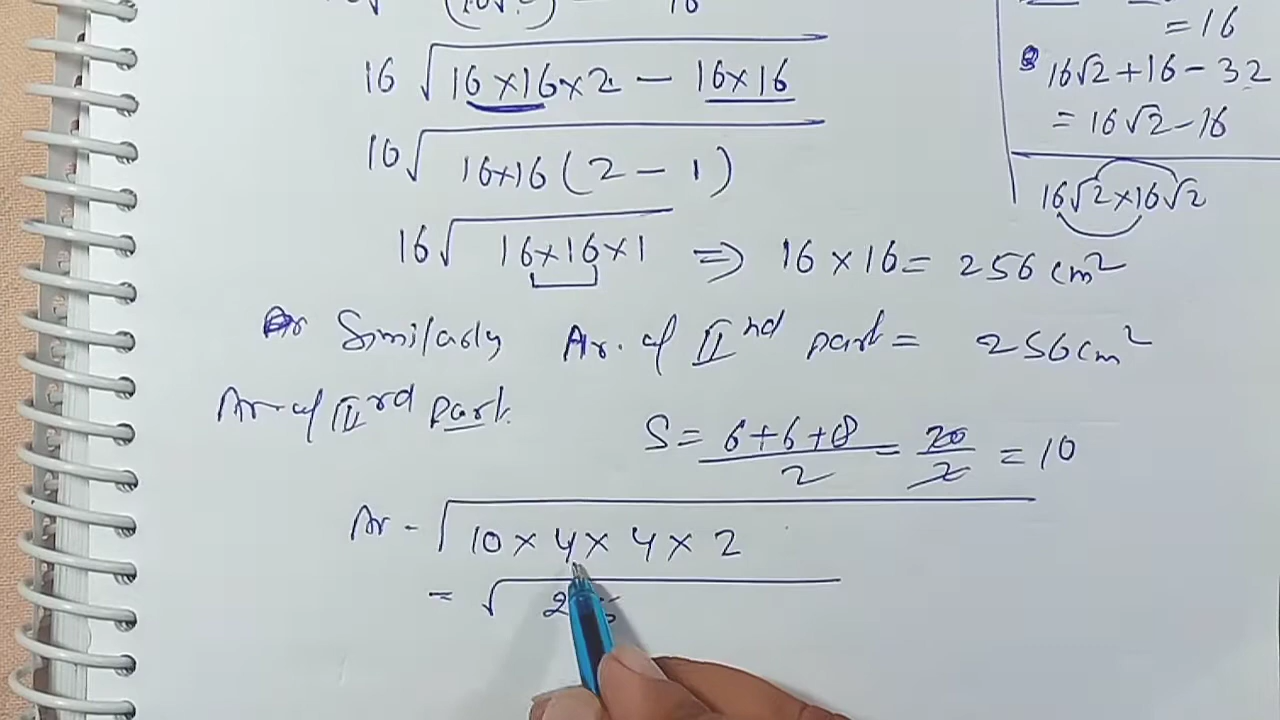 16 √16×16×2 − 16×16
10√ 16×16 (2 − 1)
16√ 16×16×1 ⇒ 16×16= 256 cm²
Similarly Ar. of IInd part = 256cm²
Ar of IIrd part.
S= 6+6+8/2 = 20/2 = 10
Ar - √10× 4× 4× 2
= √
= 16
16√2+16− 32
= 16√2−16
16√2×16√2